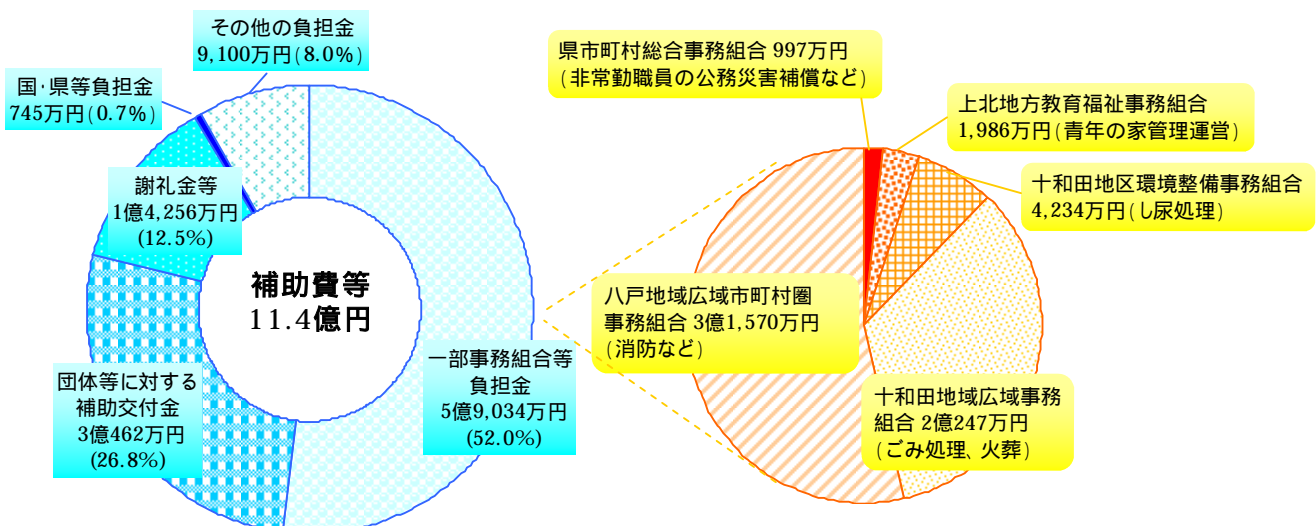 その他の負担金
9,100万円(8.0%)
国・県等負担金
745万円(0.7%)
謝礼金等
1億4,256万円
(12.5%)
補助費等
11.4億円
団体等に対する
補助交付金
3億462万円
(26.8%)
一部事務組合等
負担金
5億9,034万円
(52.0%)
県市町村総合事務組合 997万円
(非常勤職員の公務災害補償など)
上北地方教育福祉事務組合
1,986万円(青年の家管理運営)
十和田地区環境整備事務組合
4,234万円(し尿処理)
八戸地域広域市町村圏
事務組合 3億1,570万円
(消防など)
十和田地域広域事務
組合 2億247万円
(ごみ処理、火葬)